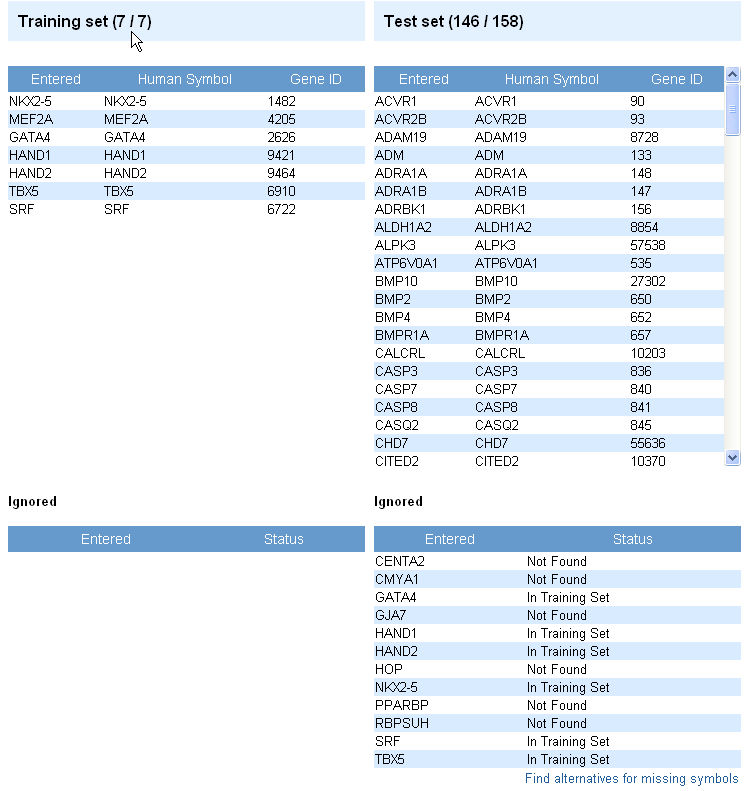 Training set (7 / 7)
Entered Human Symbol Gene ID
NKX2-5 NKX2-5 1482
MEF2A MEF2A 4205
GATA4 GATA4 2626
HAND1 HAND1 9421
HAND2 HAND2 9464
TBX5 TBX5 6910
SRF SRF 6722
Ignored
Entered Status
Test set (146 / 158)
Entered Human Symbol Gene ID
ACVR1 ACVR1 90
ACVR2B ACVR2B 93
ADAM19 ADAM19 8728
ADM ADM 133
ADRA1A ADRA1A 148
ADRA1B ADRA1B 147
ADRBK1 ADRBK1 156
ALDH1A2 ALDH1A2 8854
ALPK3 ALPK3 57538
ATP6V0A1 ATP6V0A1 535
BMP10 BMP10 27302
BMP2 BMP2 650
BMP4 BMP4 652
BMPR1A BMPR1A 657
CALCRL CALCRL 10203
CASP3 CASP3 836
CASP7 CASP7 840
CASP8 CASP8 841
CASQ2 CASQ2 845
CHD7 CHD7 55636
CITED2 CITED2 10370
Ignored
Entered Status
CENTA2 Not Found
CMYA1 Not Found
GATA4 In Training Set
GJA7 Not Found
HAND1 In Training Set
HAND2 In Training Set
HOP Not Found
NKX2-5 In Training Set
PPARBP Not Found
RBPSUH Not Found
SRF In Training Set
TBX5 In Training Set
Find alternatives for missing symbols